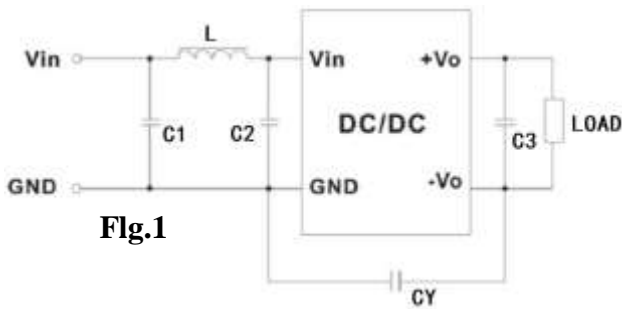 L
Vin
Vin
+Vo
C1
C2
DC/DC
C3
LOAD
GND
GND
-Vo
Flg.1
CY